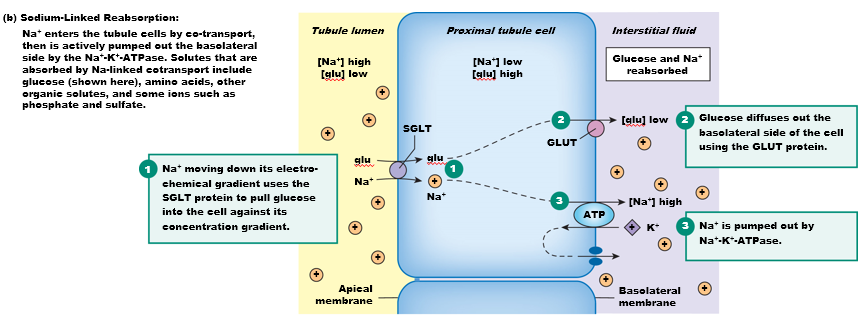 (b) Sodium-Linked Reabsorption:
Na⁺ enters the tubule cells by co-transport,
then is actively pumped out the basolateral
side by the Na⁺-K⁺-ATPase. Solutes that are
absorbed by Na-linked cotransport include
glucose (shown here), amino acids, other
organic solutes, and some ions such as
phosphate and sulfate.
Tubule lumen
Proximal tubule cell
Interstitial fluid
[Na⁺] high
[glu] low
[Na⁺] low
[glu] high
Glucose and Na⁺
reabsorbed
+
+
+
SGLT
2
GLUT
[glu] low
+
2 Glucose diffuses out the
basolateral side of the cell
using the GLUT protein.
1 Na⁺ moving down its electro-
chemical gradient uses the
SGLT protein to pull glucose
into the cell against its
concentration gradient.
glu
glu
1
Na⁺
+
Na⁺
+
+
+
+
+
+
+
3
[Na⁺] high
ATP
+ K⁺
+
3 Na⁺ is pumped out by
Na⁺-K⁺-ATPase.
+
+
Apical
membrane
Basolateral
membrane